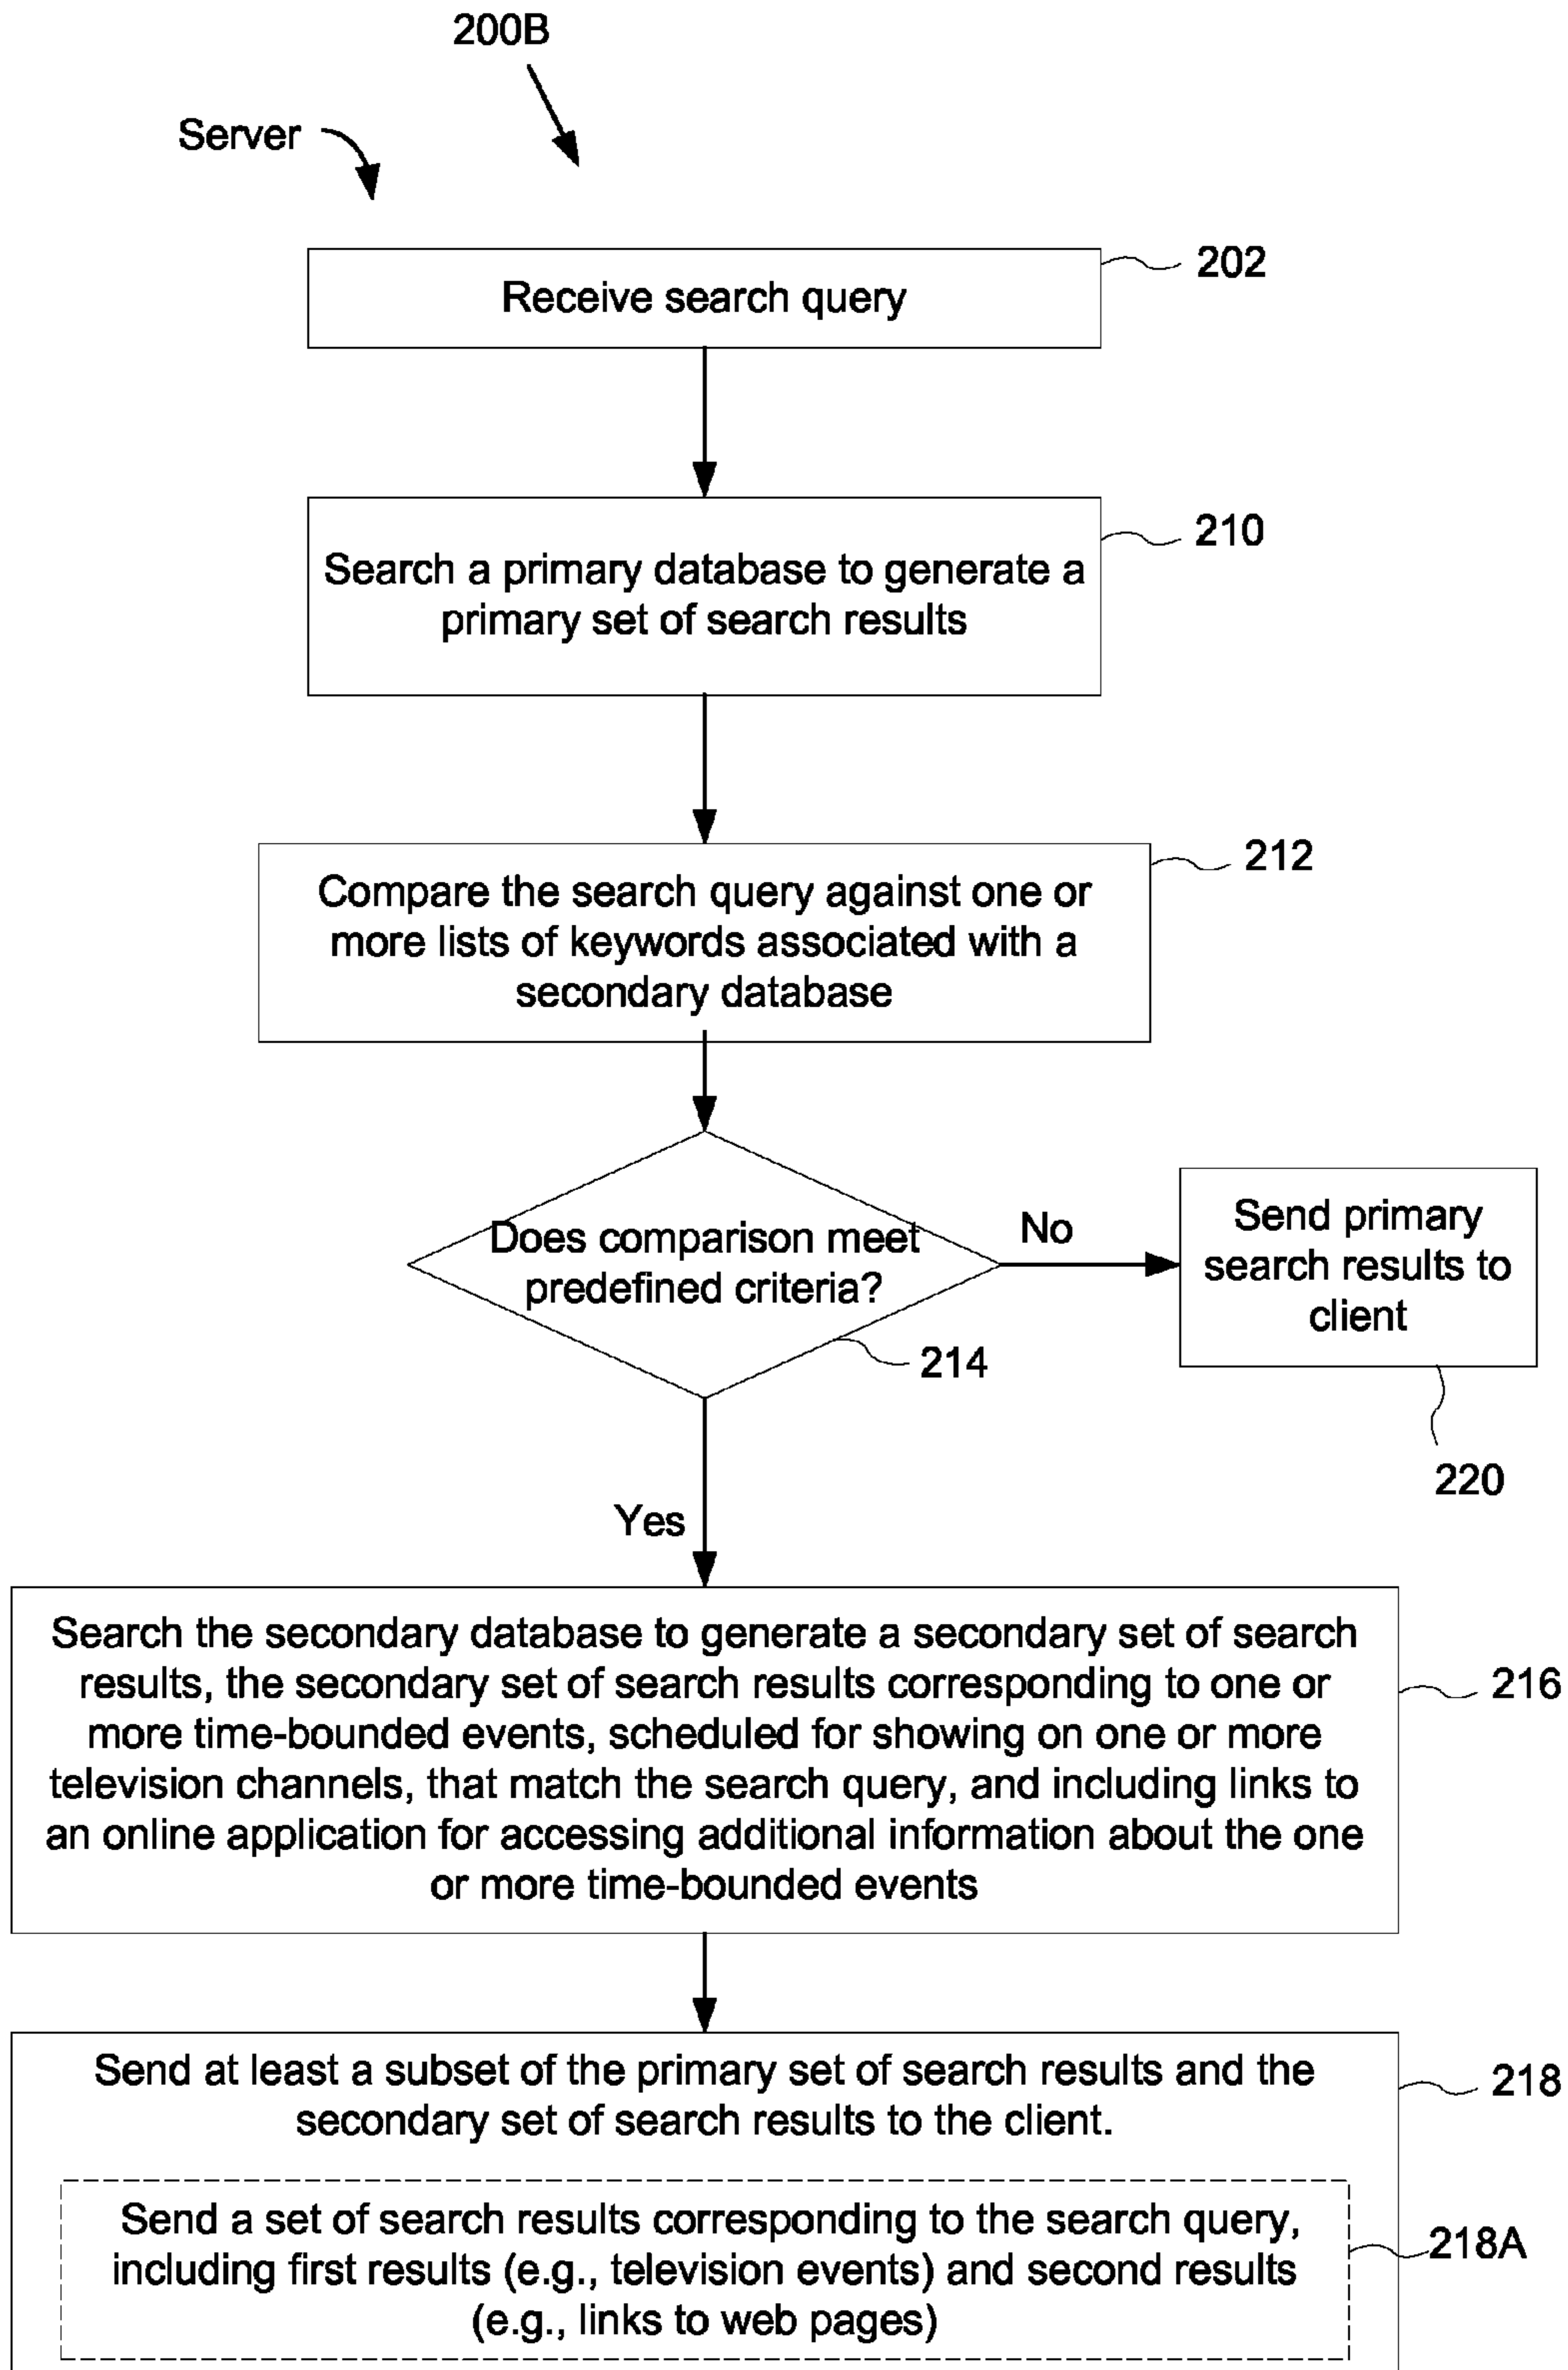 200B
Server
Receive search query
202
Search a primary database to generate a
primary set of search results
210
Compare the search query against one or
more lists of keywords associated with a
secondary database
212
Does comparison meet
predefined criteria?
214
No
Send primary
search results to
client
220
Yes
Search the secondary database to generate a secondary set of search
results, the secondary set of search results corresponding to one or
more time-bounded events, scheduled for showing on one or more
television channels, that match the search query, and including links to
an online application for accessing additional information about the one
or more time-bounded events
216
Send at least a subset of the primary set of search results and the
secondary set of search results to the client.
218
Send a set of search results corresponding to the search query,
including first results (e.g., television events) and second results
(e.g., links to web pages)
218A